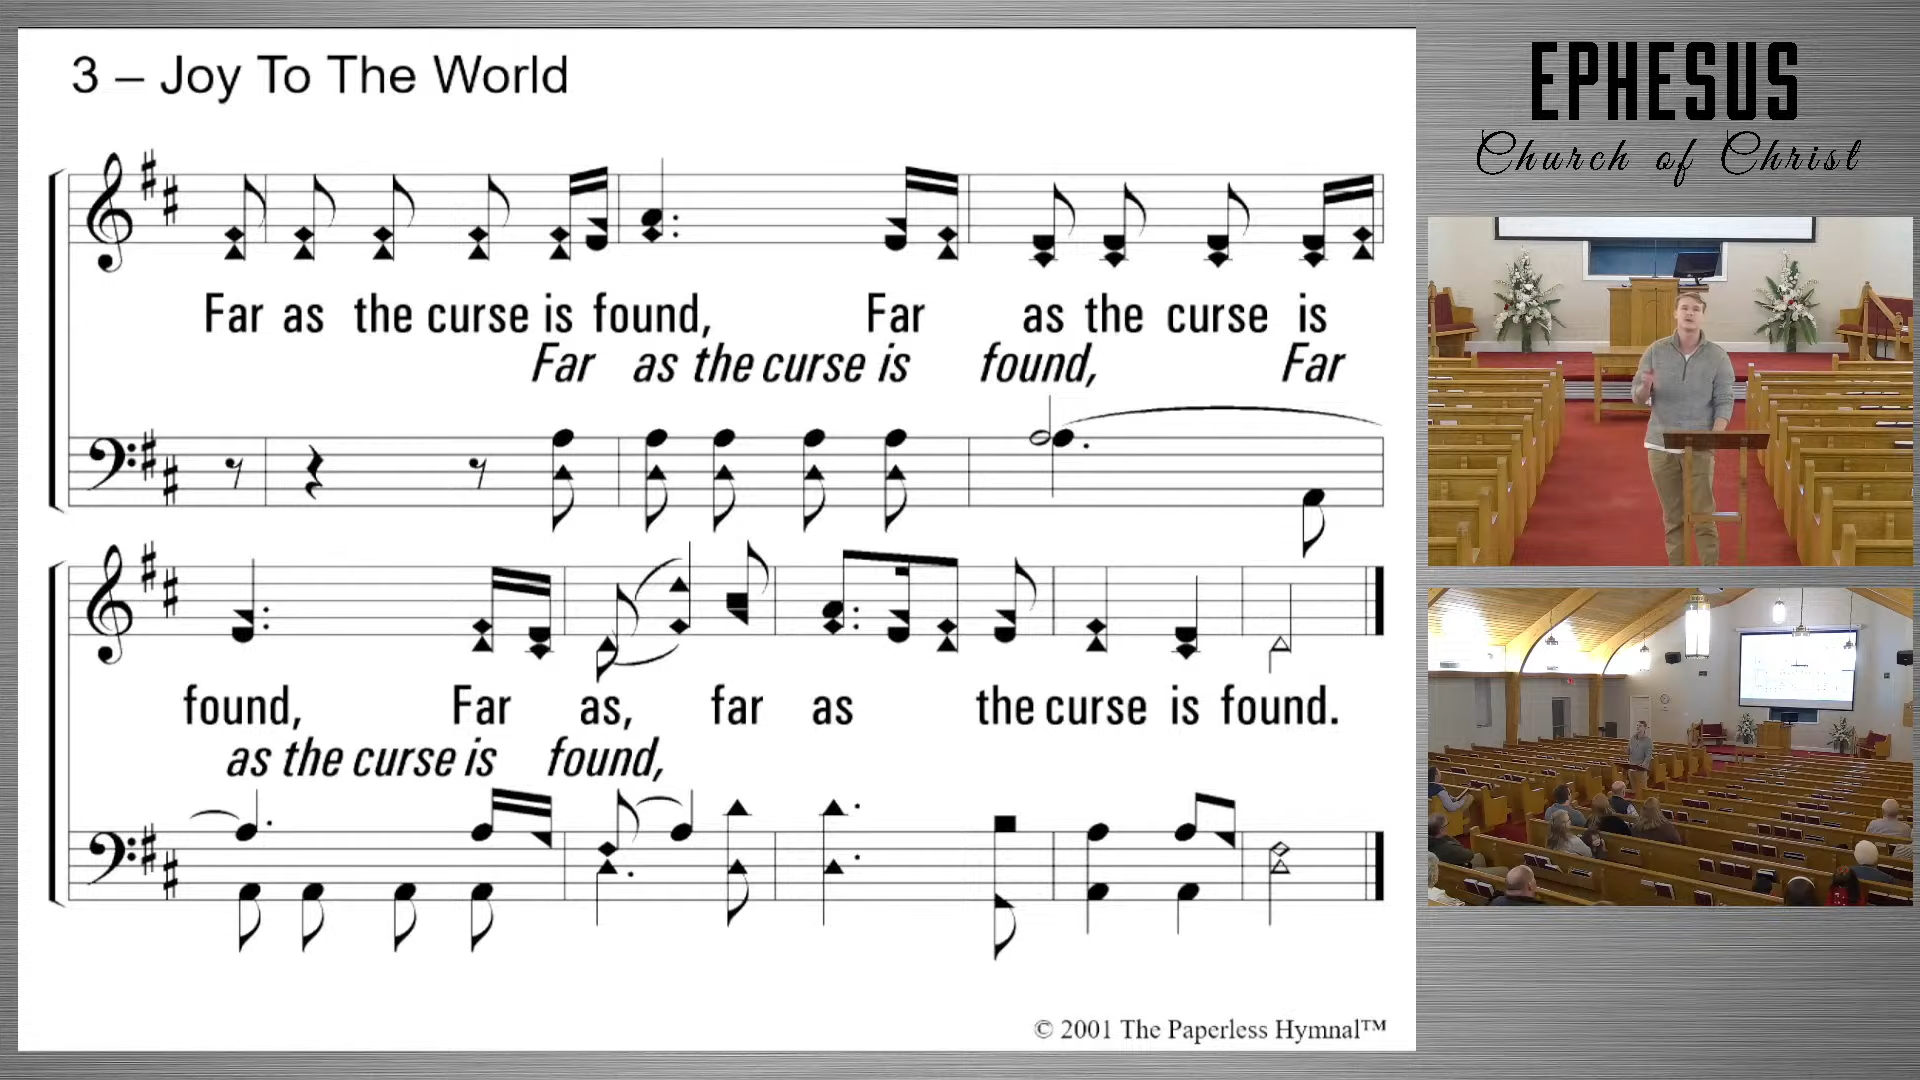 3 – Joy To The World
Far as the curse is found, Far as the curse is
Far as the curse is found, Far
found, Far as, far as the curse is found.
as the curse is found,
© 2001 The Paperless Hymnal™
EPHESUS
Church of Christ